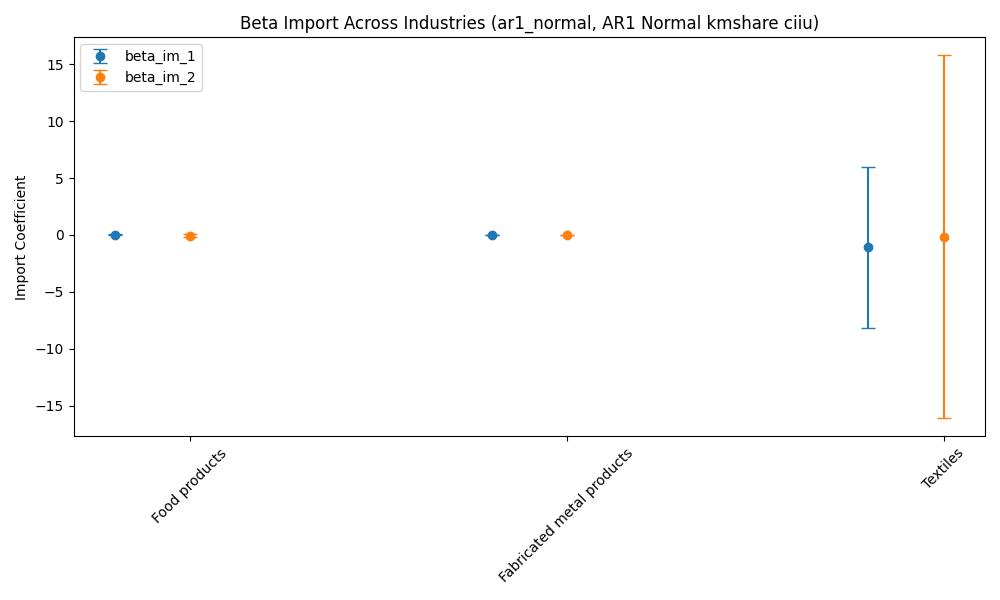 Beta Import Across Industries (ar1_normal, AR1 Normal kmshare ciiu)
beta_im_1
beta_im_2
Import Coefficient
15
10
5
0
−5
−10
−15
Food products
Fabricated metal products
Textiles